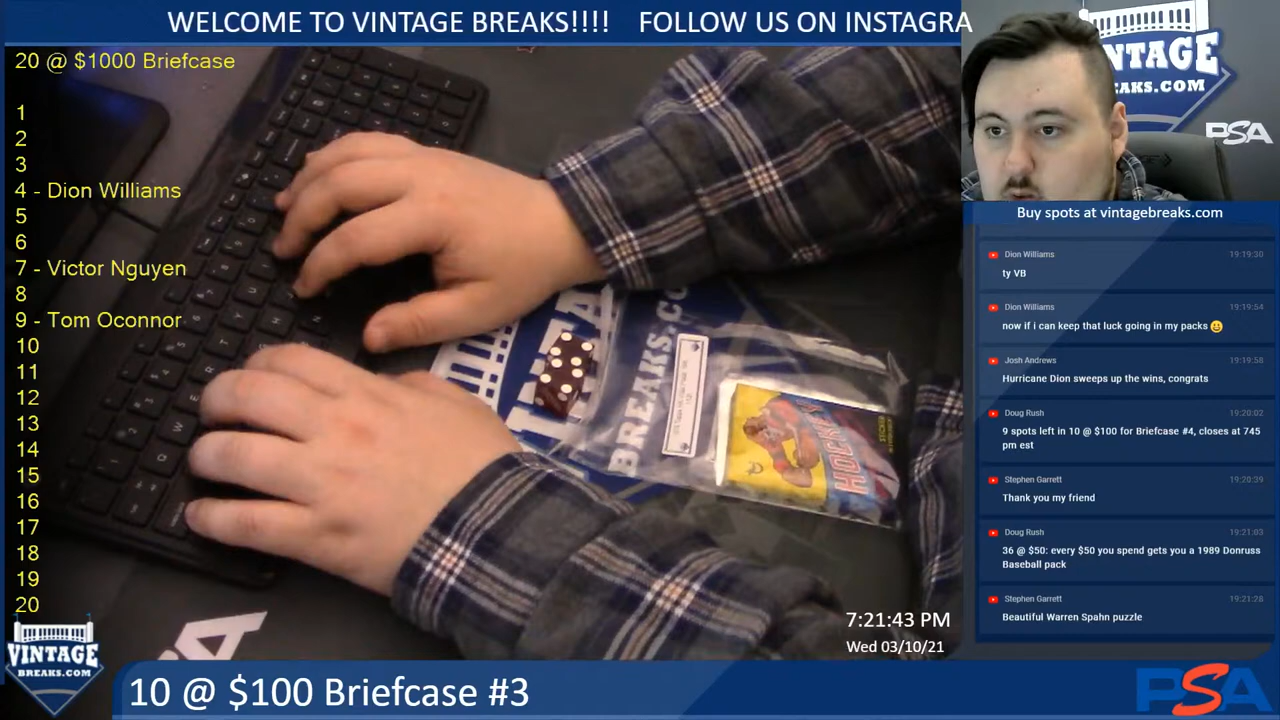 WELCOME TO VINTAGE BREAKS!!!!    FOLLOW US ON INSTAGRA
20 @ $1000 Briefcase
1
2
3
4 - Dion Williams
5
6
7 - Victor Nguyen
8
9 - Tom Oconnor
10
11
12
13
14
15
16
17
18
19
20
VINTAGE
BREAKS.COM
10 @ $100 Briefcase #3
7:21:43 PM
Wed 03/10/21
BREAKS.CO
HOCKEY
NTAGE
AKS.COM
PSA
Buy spots at vintagebreaks.com
Dion Williams 19:19:30
ty VB
Dion Williams 19:19:54
now if i can keep that luck going in my packs
Josh Andrews 19:19:58
Hurricane Dion sweeps up the wins, congrats
Doug Rush 19:20:02
9 spots left in 10 @ $100 for Briefcase #4, closes at 745
pm est
Stephen Garrett 19:20:39
Thank you my friend
Doug Rush 19:21:03
36 @ $50: every $50 you spend gets you a 1989 Donruss
Baseball pack
Stephen Garrett 19:21:28
Beautiful Warren Spahn puzzle
PSA